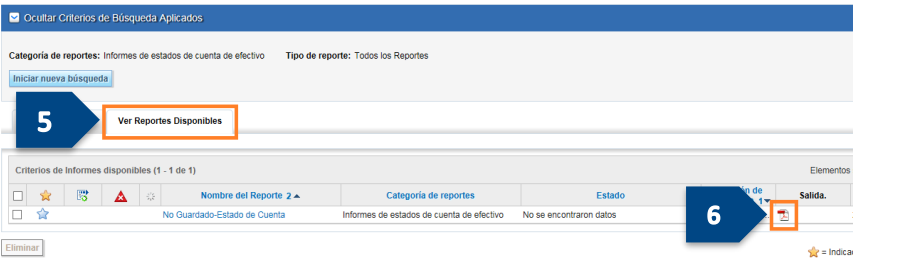 Ocultar Criterios de Búsqueda Aplicados
Categoría de reportes: Informes de estados de cuenta de efectivo Tipo de reporte: Todos los Reportes
Iniciar nueva búsqueda
5 Ver Reportes Disponibles
Criterios de Informes disponibles (1 - 1 de 1) Elementos
Nombre del Reporte 2 Categoría de reportes Estado de 1 Salida.
No Guardado-Estado de Cuenta Informes de estados de cuenta de efectivo No se encontraron datos 6
Eliminar = Indica